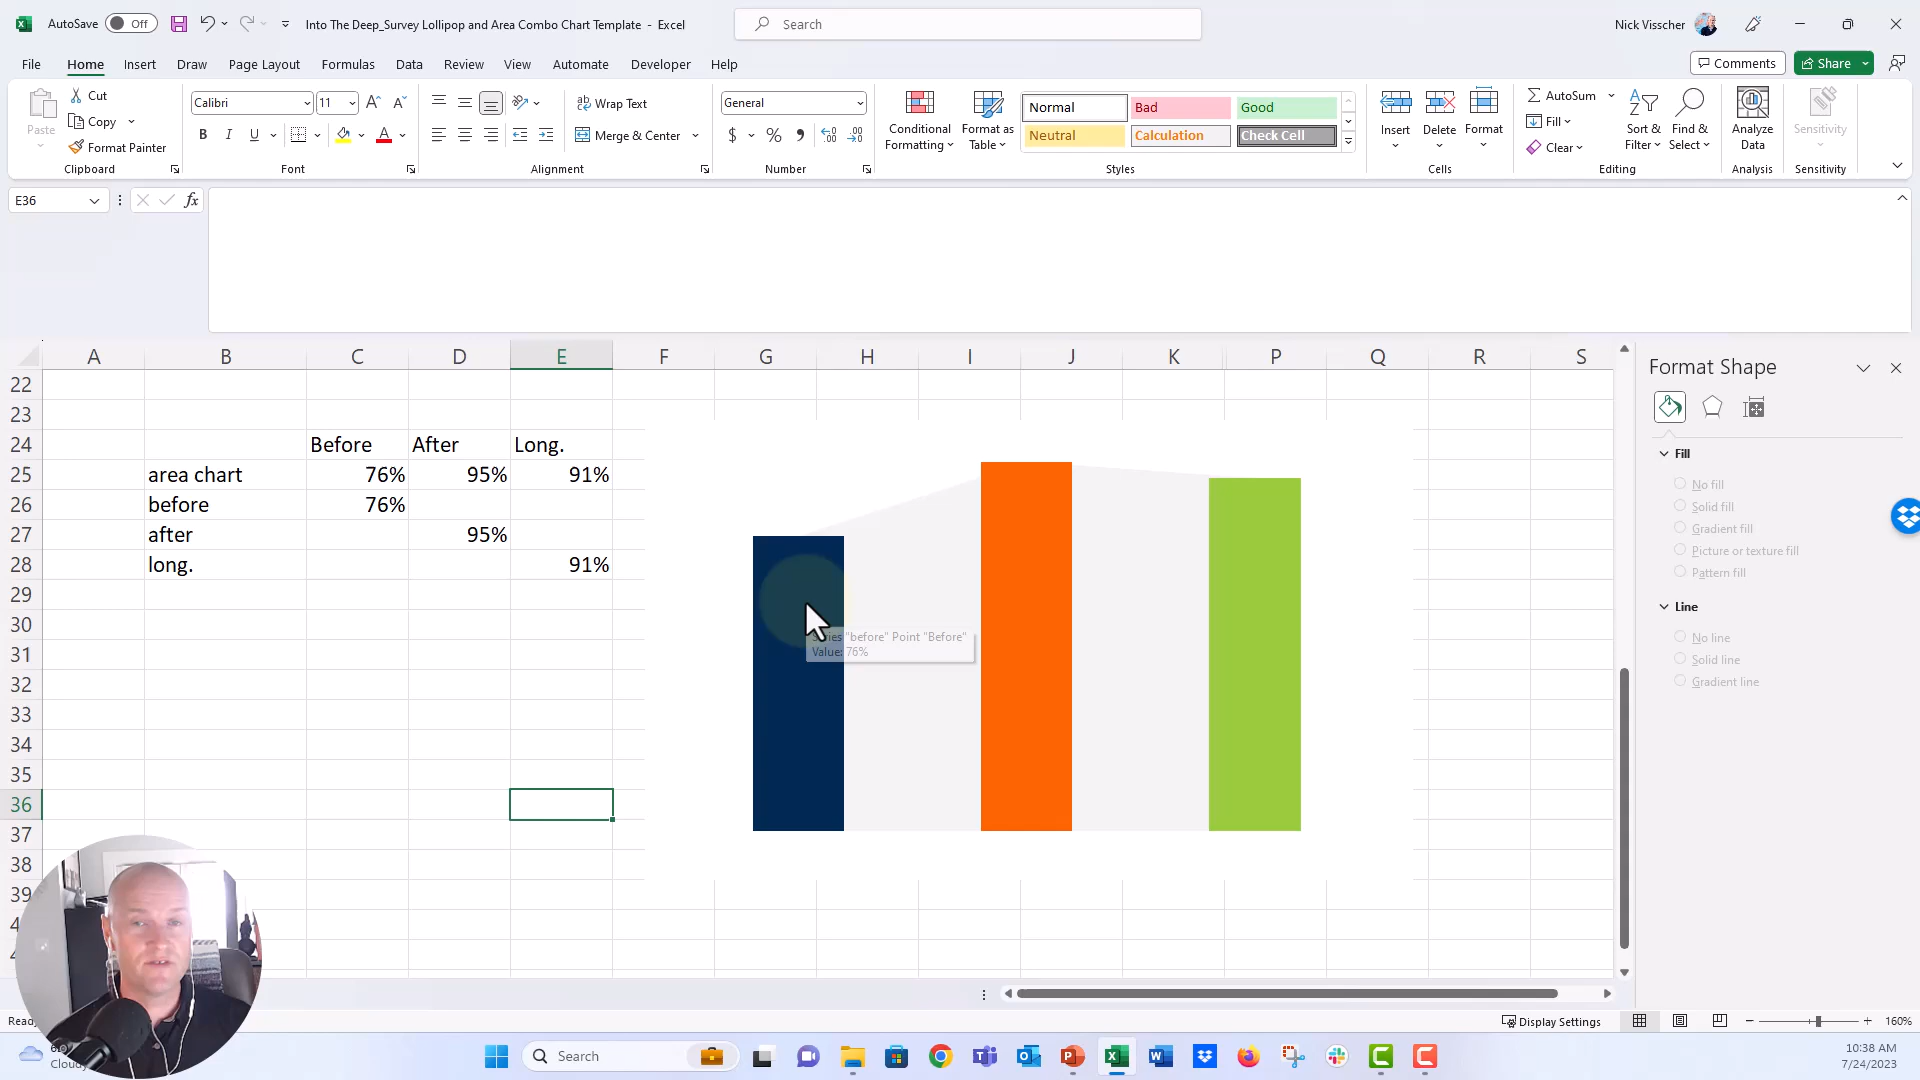 AutoSave Off Into The Deep_Survey Lollipop and Area Combo Chart Template - Excel Search Nick Visscher
File Home Insert Draw Page Layout Formulas Data Review View Automate Developer Help Comments Share
Paste Cut Copy Format Painter Clipboard
Calibri 11 B I U A Font
Wrap Text Merge & Center Alignment
General $ % , Number
Conditional Formatting Format as Table
Normal Bad Good
Neutral Calculation Check Cell
Styles
Insert Delete Format Cells
AutoSum Fill Clear Sort & Filter Find & Select Editing
Analyze Data Analysis
Sensitivity Sensitivity
E36 fx
A B C D E F G H I J K P Q R S
22
23
24 Before After Long.
25 area chart 76% 95% 91%
26 before 76%
27 after 95%
28 long. 91%
29
30
31
32
33
34
35
36
37
38
39
"before" Point "Before"
Value: 76%
Format Shape
Fill
No fill
Solid fill
Gradient fill
Picture or texture fill
Pattern fill
Line
No line
Solid line
Gradient line
Display Settings 160%
Cloudy Search 10:38 AM
7/24/2023